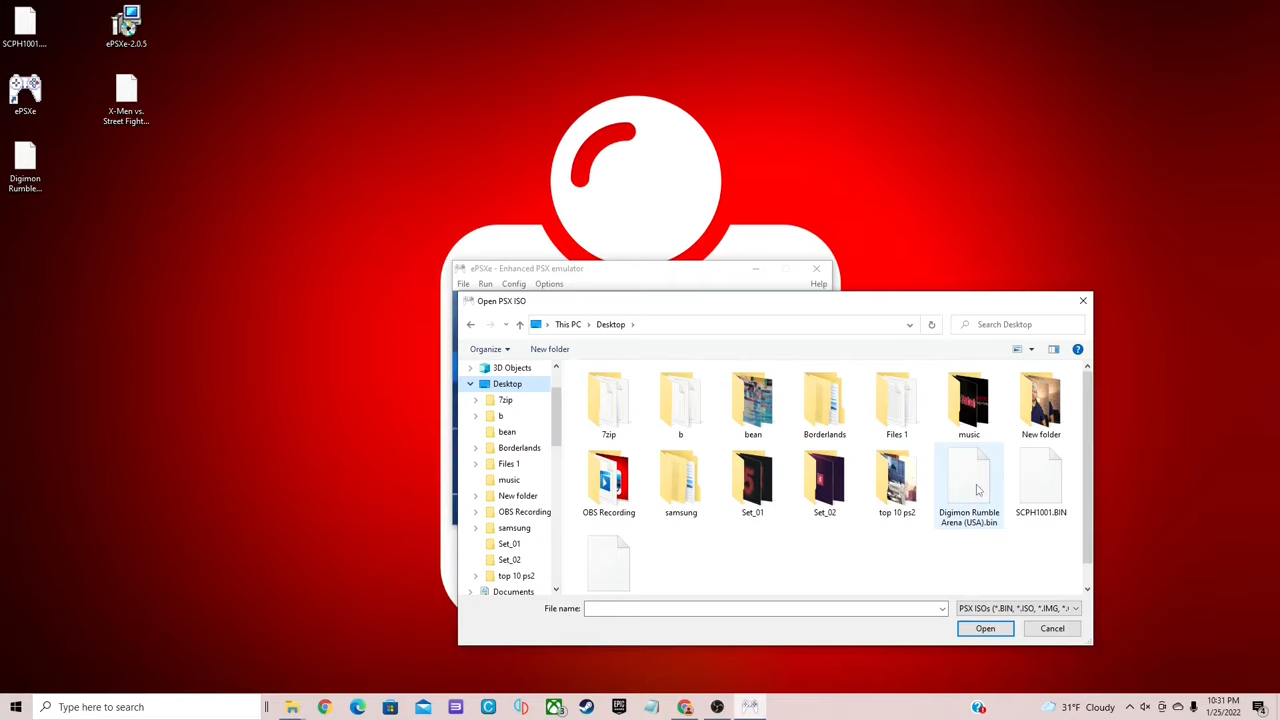 SCPH1001....
ePSXe-2.0.5
ePSXe
X-Men vs.
Street Fight...
Digimon
Rumble...
ePSXe - Enhanced PSX emulator
File Run Config Options Help
Open PSX ISO
This PC > Desktop >
Search Desktop
Organize New folder
3D Objects
Desktop
7zip
b
bean
Borderlands
Files 1
music
New folder
OBS Recording
samsung
Set_01
Set_02
top 10 ps2
Documents
7zip
b
bean
Borderlands
Files 1
music
New folder
OBS Recording
samsung
Set_01
Set_02
top 10 ps2
Digimon Rumble
Arena (USA).bin
SCPH1001.BIN
File name:
PSX ISOs (*.BIN, *.ISO, *.IMG, *.
Open
Cancel
Type here to search
31°F Cloudy
10:31 PM
1/25/2022